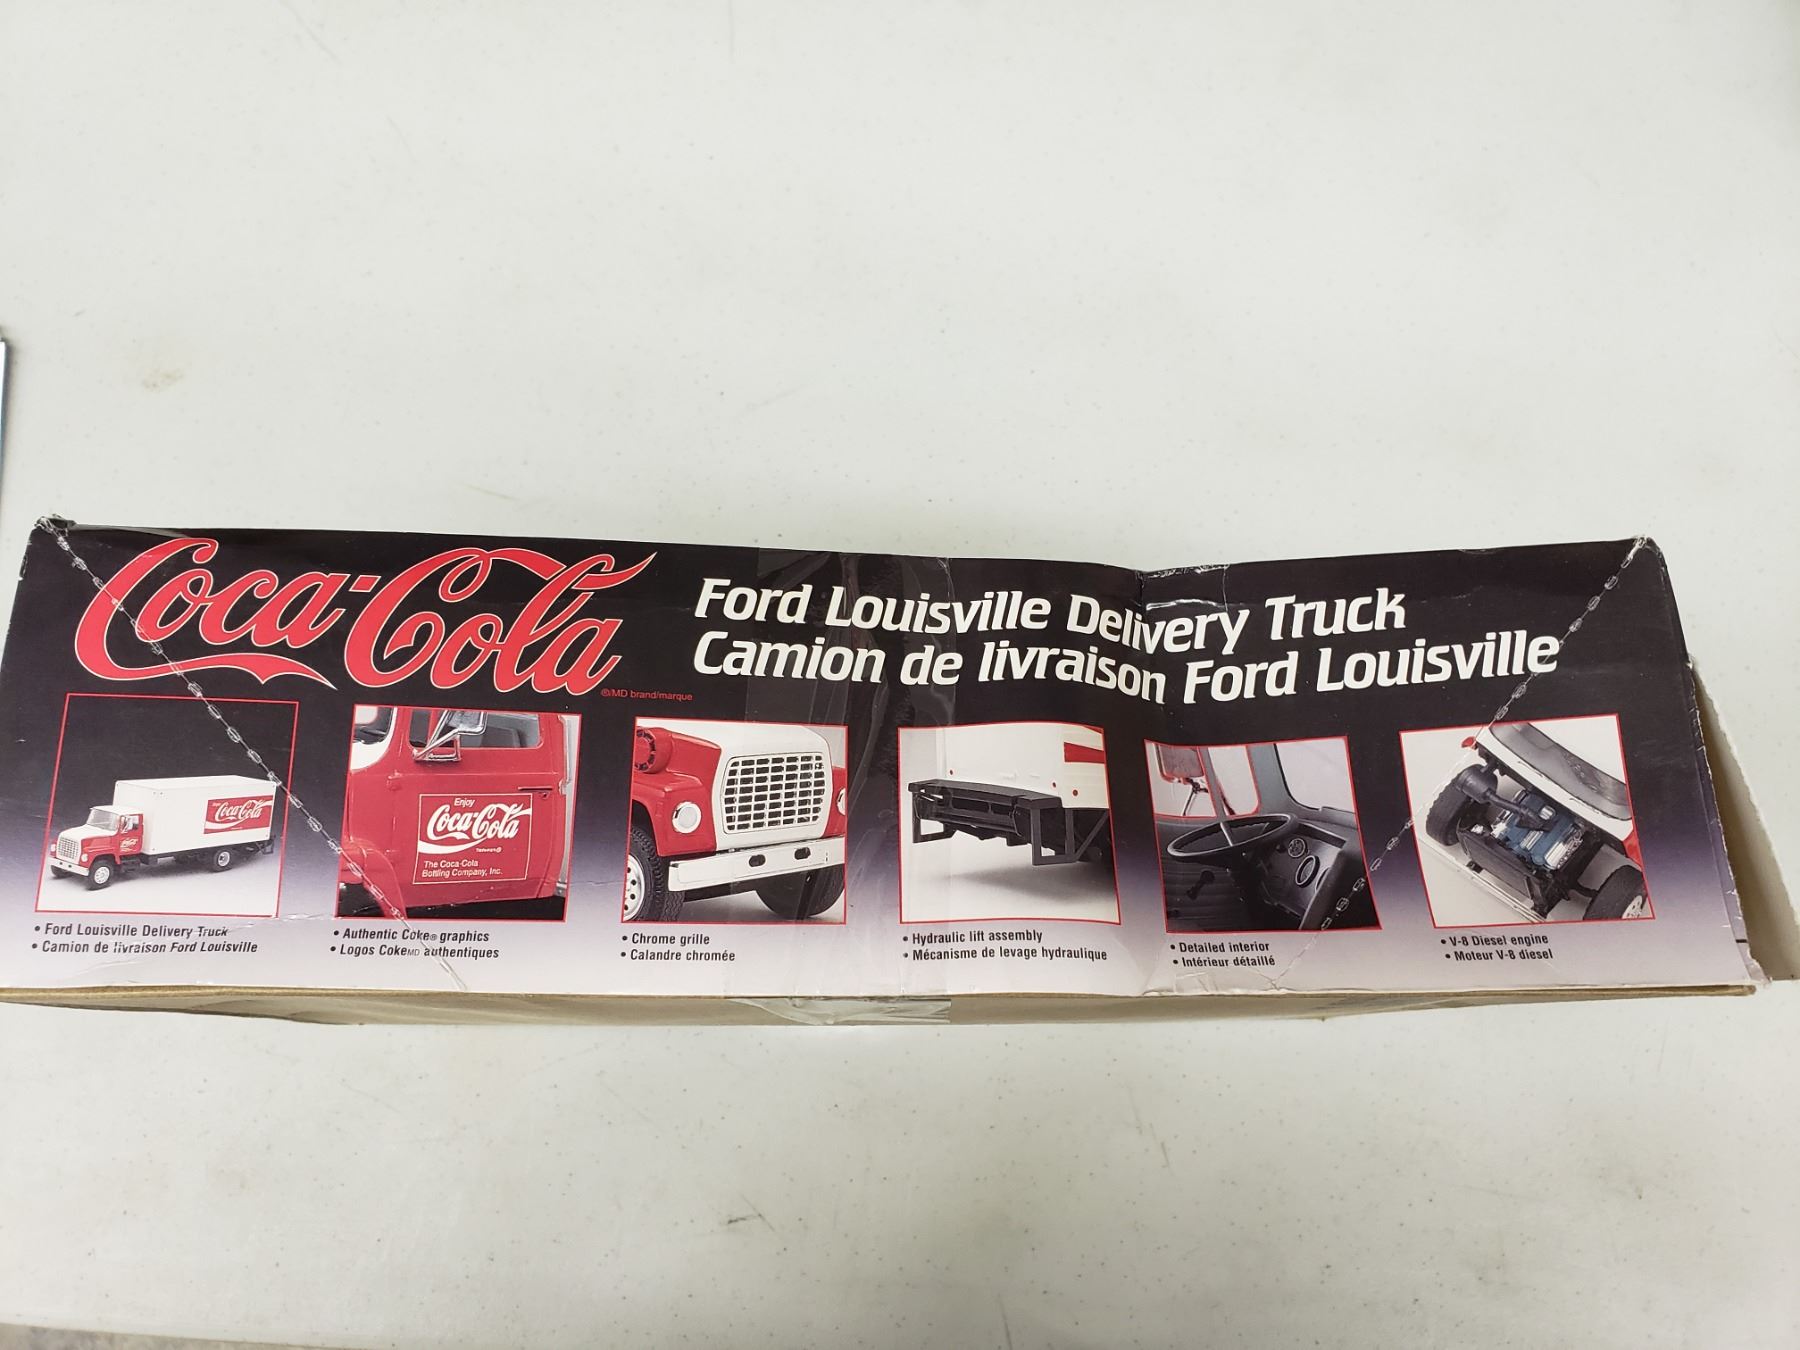 Coca-Cola
®/MD brand/marque
Ford Louisville Delivery Truck
Camion de livraison Ford Louisville
Coca-Cola
Enjoy
Coca-Cola
The Coca-Cola
Bottling Company, Inc.
• Ford Louisville Delivery Truck
• Camion de livraison Ford Louisville
• Authentic Coke® graphics
• Logos CokeMD authentiques
• Chrome grille
• Calandre chromée
• Hydraulic lift assembly
• Mécanisme de levage hydraulique
• Detailed interior
• Intérieur détaillé
• V-8 Diesel engine
• Moteur V-8 diesel